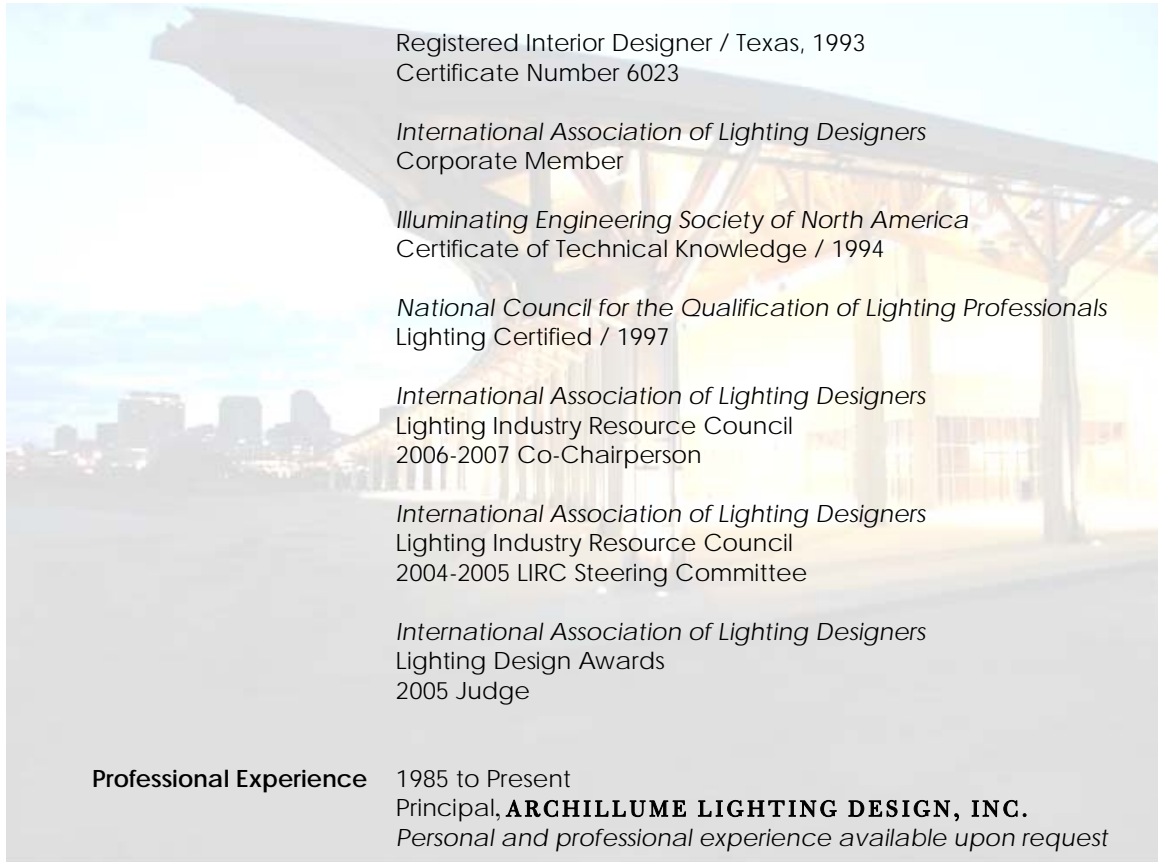 Registered Interior Designer / Texas, 1993
Certificate Number 6023
International Association of Lighting Designers
Corporate Member
Illuminating Engineering Society of North America
Certificate of Technical Knowledge / 1994
National Council for the Qualification of Lighting Professionals
Lighting Certified / 1997
International Association of Lighting Designers
Lighting Industry Resource Council
2006-2007 Co-Chairperson
International Association of Lighting Designers
Lighting Industry Resource Council
2004-2005 LIRC Steering Committee
International Association of Lighting Designers
Lighting Design Awards
2005 Judge
Professional Experience 1985 to Present
Principal, ARCHILLUME LIGHTING DESIGN, INC.
Personal and professional experience available upon request